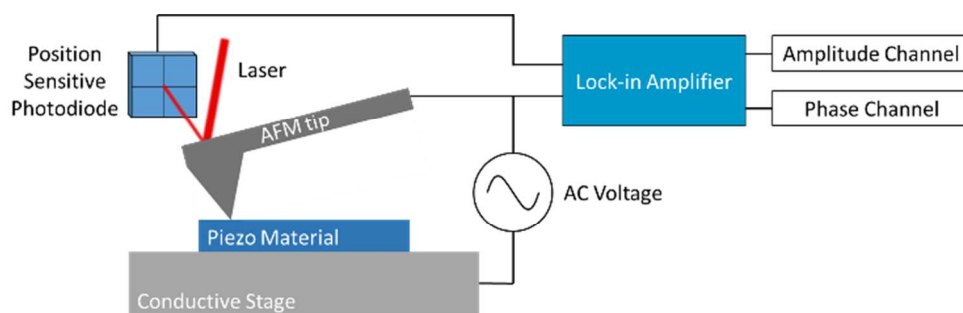 Position
Sensitive
Photodiode
Laser
AFM tip
Lock-in Amplifier
Amplitude Channel
Phase Channel
AC Voltage
Piezo Material
Conductive Stage